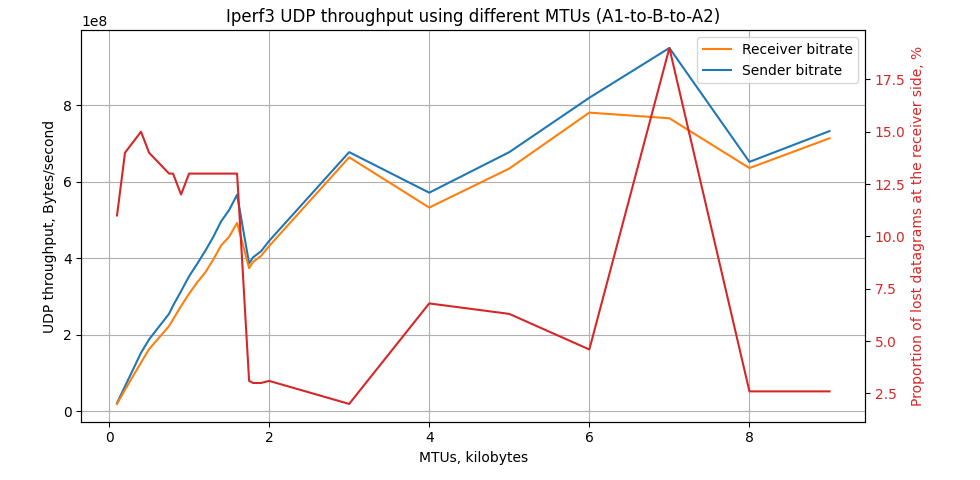 Iperf3 UDP throughput using different MTUs (A1-to-B-to-A2)
1e8
Receiver bitrate
Sender bitrate
8
6
4
2
0
UDP throughput, Bytes/second
17.5
15.0
12.5
10.0
7.5
5.0
2.5
Proportion of lost datagrams at the receiver side, %
0
2
4
6
8
MTUs, kilobytes